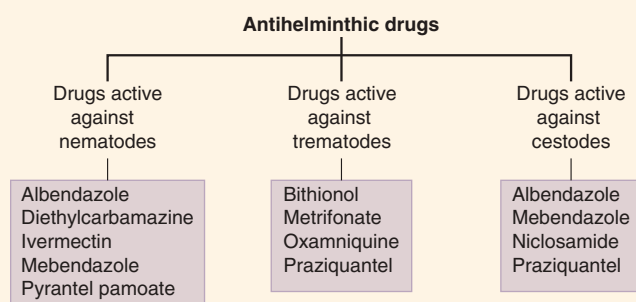 Antihelminthic drugs
Drugs active
against
nematodes
Albendazole
Diethylcarbamazine
Ivermectin
Mebendazole
Pyrantel pamoate
Drugs active
against
trematodes
Bithionol
Metrifonate
Oxamniquine
Praziquantel
Drugs active
against
cestodes
Albendazole
Mebendazole
Niclosamide
Praziquantel